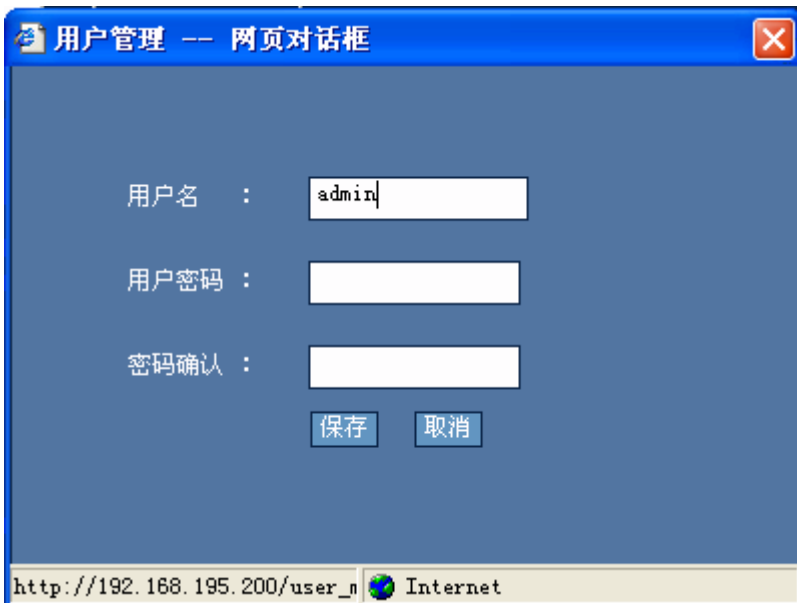 用户管理 -- 网页对话框
用户名 : admin
用户密码 :
密码确认 :
保存 取消
http://192.168.195.200/user_m Internet